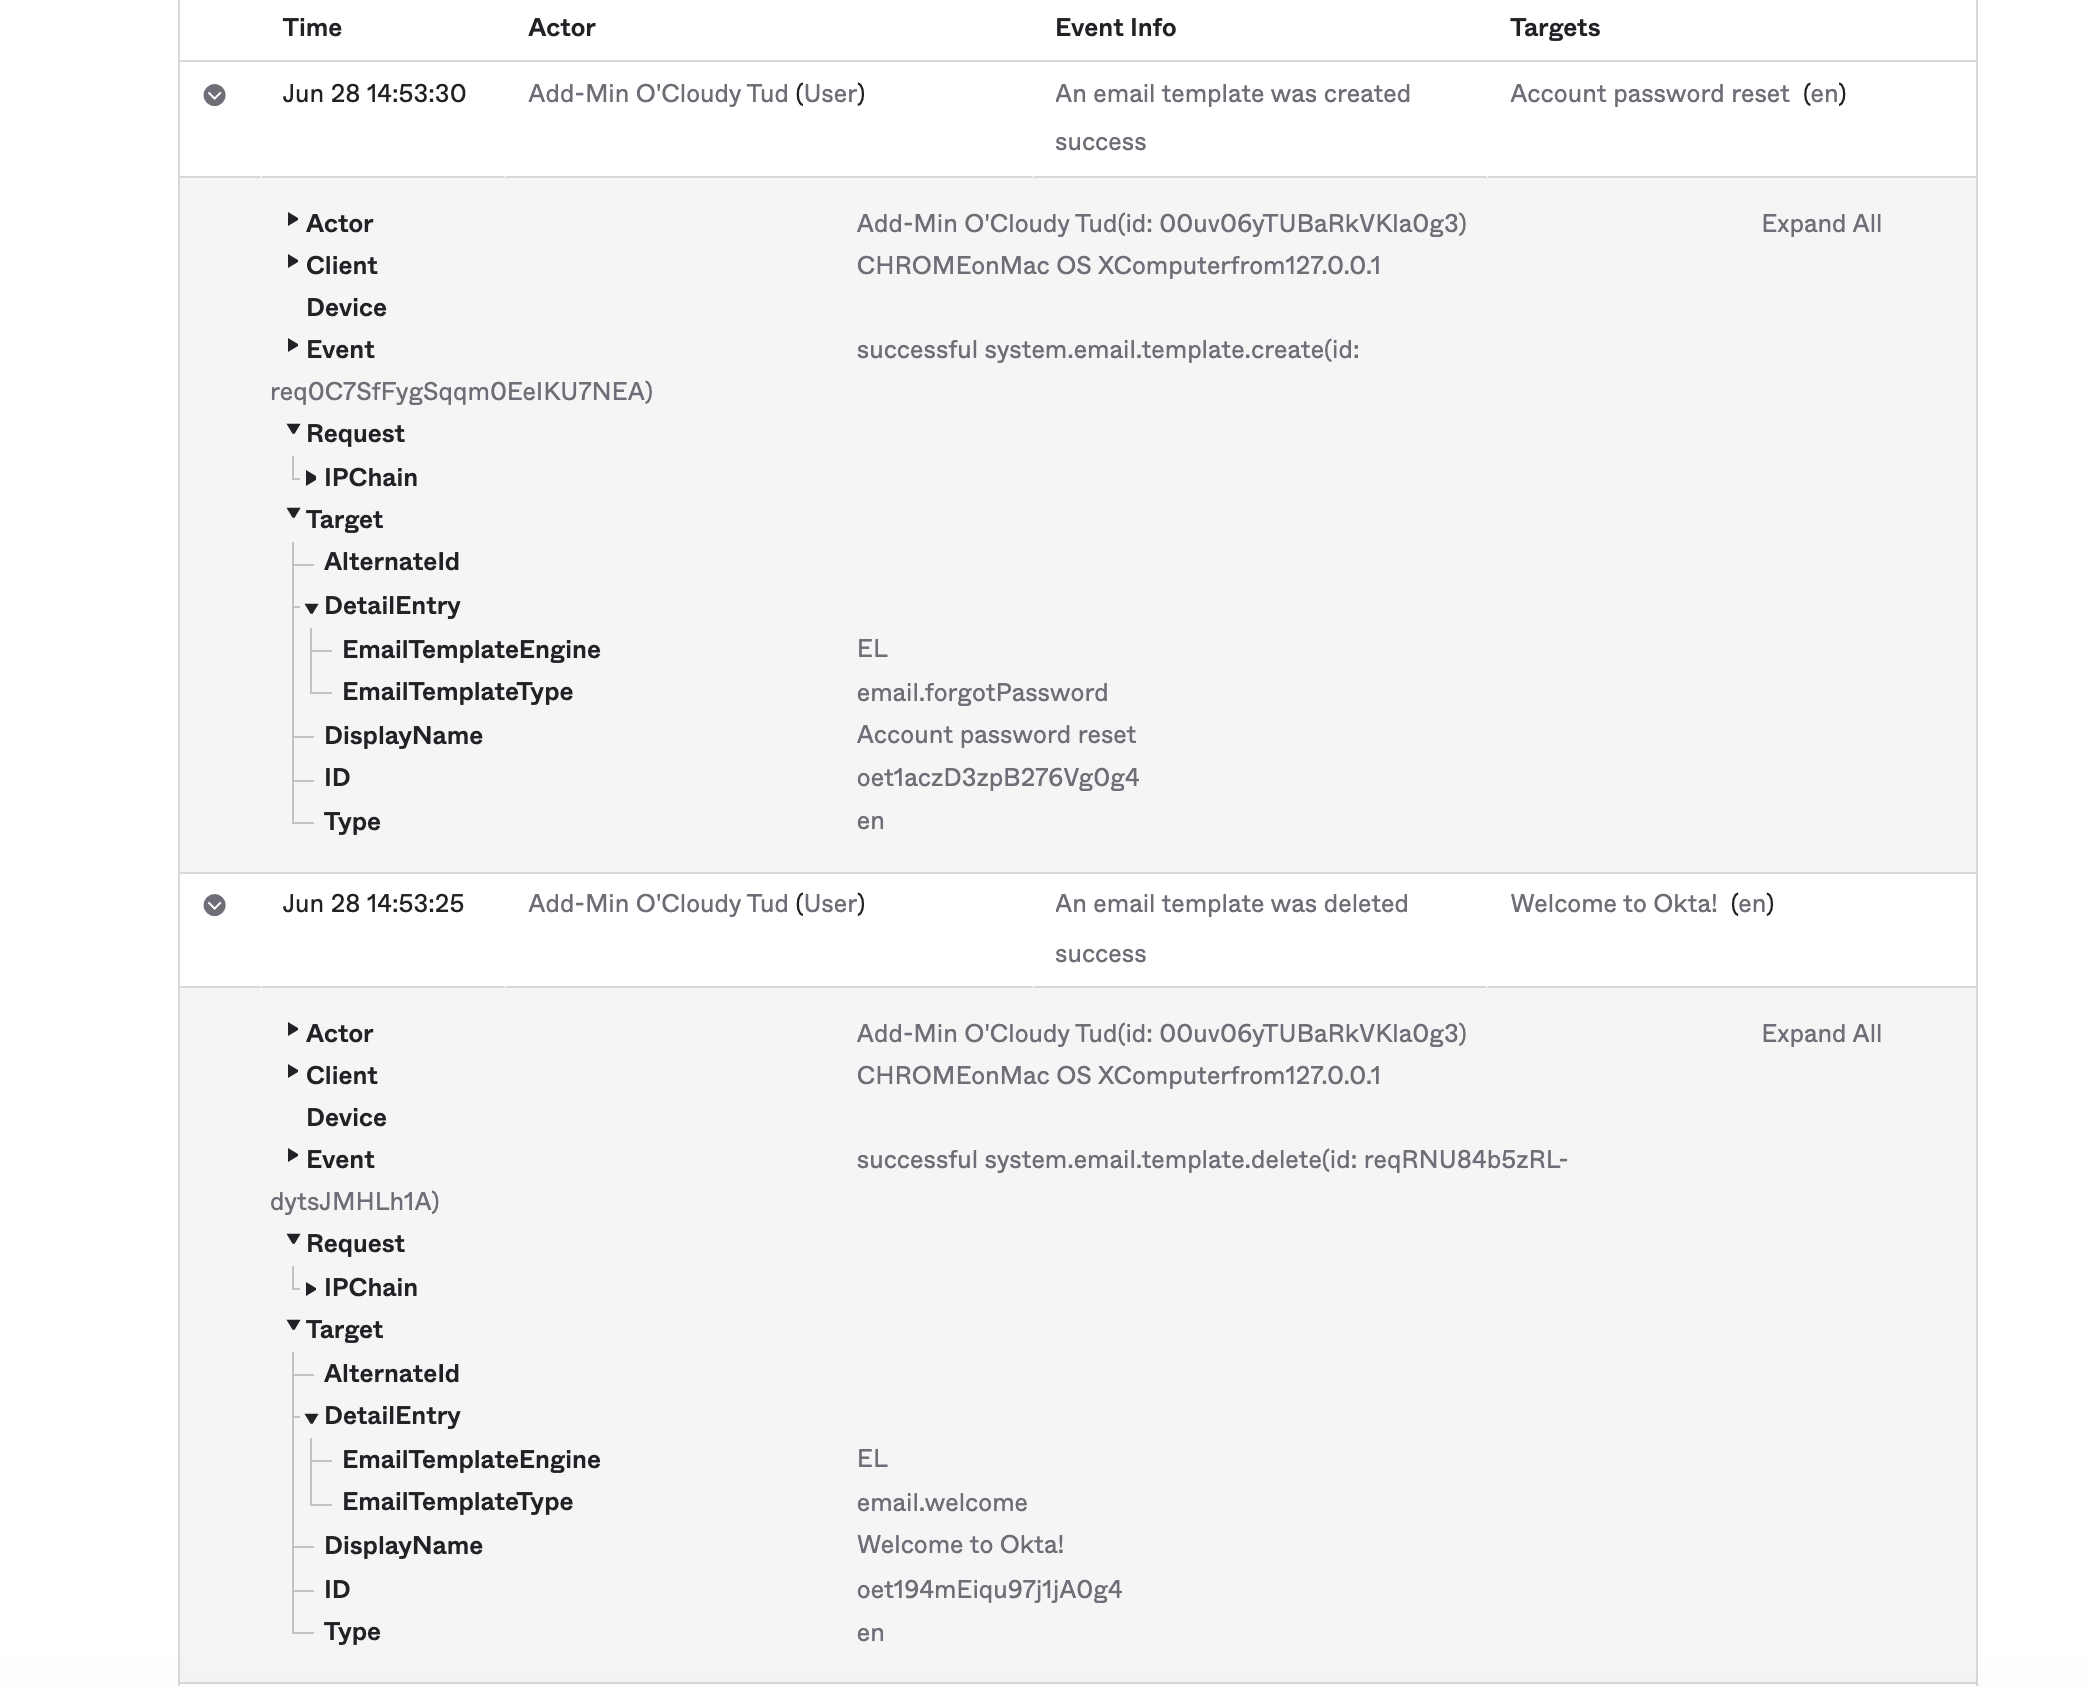 Time Actor Event Info Targets
Jun 28 14:53:30 Add-Min O'Cloudy Tud (User) An email template was created Account password reset (en)
success
Actor Add-Min O'Cloudy Tud(id: 00uv06yTUBaRkVKIa0g3) Expand All
Client CHROMEonMac OS XComputerfrom127.0.0.1
Device
Event successful system.email.template.create(id:
req0C7SfFygSqqm0EeIKU7NEA)
Request
IPChain
Target
AlternateId
DetailEntry
EmailTemplateEngine EL
EmailTemplateType email.forgotPassword
DisplayName Account password reset
ID oet1aczD3zpB276Vg0g4
Type en
Jun 28 14:53:25 Add-Min O'Cloudy Tud (User) An email template was deleted Welcome to Okta! (en)
success
Actor Add-Min O'Cloudy Tud(id: 00uv06yTUBaRkVKIa0g3) Expand All
Client CHROMEonMac OS XComputerfrom127.0.0.1
Device
Event successful system.email.template.delete(id: reqRNU84b5zRL-
dytsJMHLh1A)
Request
IPChain
Target
AlternateId
DetailEntry
EmailTemplateEngine EL
EmailTemplateType email.welcome
DisplayName Welcome to Okta!
ID oet194mEiqu97j1jA0g4
Type en